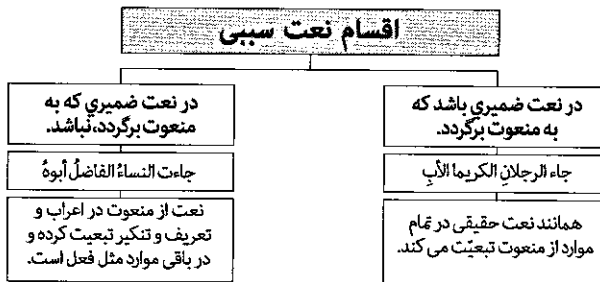 اقسام نعت سببی
در نعت ضمیري باشد که
به منعوت برگردد.
جاء الرجلانِ الکریما الأبِ
همانند نعت حقیقی در تمام
موارد از منعوت تبعیّت می کند.
در نعت ضمیري که به
منعوت برگردد، نباشد.
جاءت النساءُ الفاضلُ أبوهُ
نعت از منعوت در اعراب و
تعریف و تنکیر تبعیت کرده و
در باقی موارد مثل فعل است.